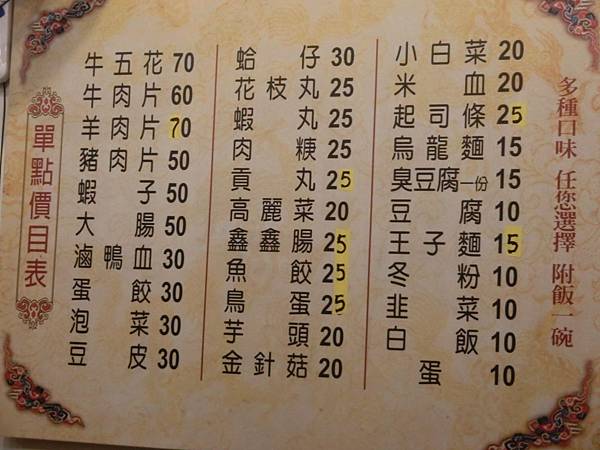 單點價目表
牛五花 70
牛肉片 60
羊肉片 70
豬肉片 50
蝦子 50
大腸 50
滷鴨血 30
蛋餃 30
泡菜 30
豆皮 30
蛤仔 30
花枝丸 25
蝦丸 25
肉粳 25
貢丸 25
高麗菜 20
鑫鑫腸 25
魚餃 25
鳥蛋 25
芋頭 20
金針菇 20
小白菜 20
米血 20
起司條 25
烏龍麵 15
臭豆腐一份 15
豆腐 10
王子麵 15
冬粉 10
韭菜 10
白飯 10
蛋 10
多種口味 任您選擇 附飯一碗